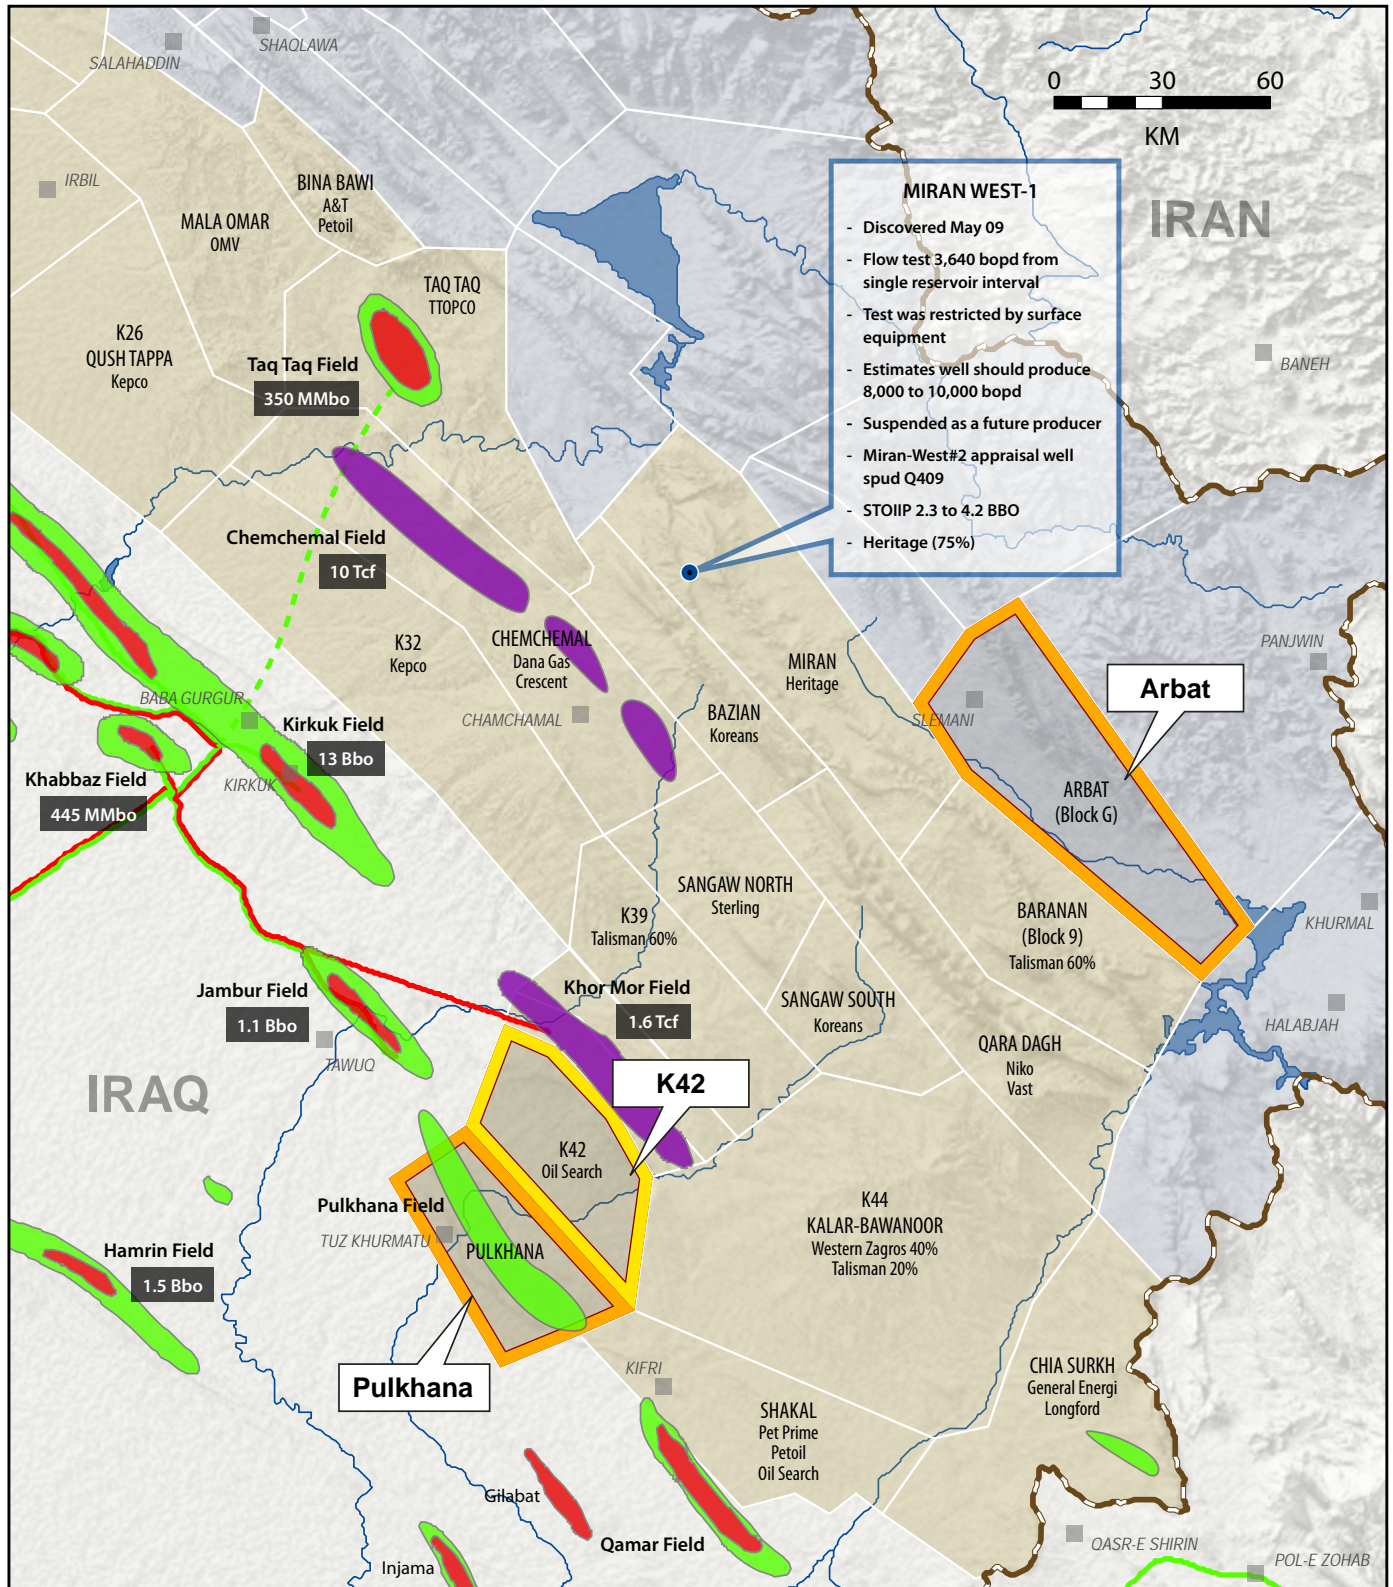 SHAQLAWA
SALAHADDIN
0 30 60
KM
IRBIL
BINA BAWI
A&T
Petoil
MALA OMAR
OMV
MIRAN WEST-1
- Discovered May 09
- Flow test 3,640 bopd from
single reservoir interval
- Test was restricted by surface
equipment
- Estimates well should produce
8,000 to 10,000 bopd
- Suspended as a future producer
- Miran-West#2 appraisal well
spud Q409
- STOIIP 2.3 to 4.2 BBO
- Heritage (75%)
IRAN
TAQ TAQ
TTOPCO
K26
QUSH TAPPA
Kepco
Taq Taq Field
350 MMbo
BANEH
Chemchemal Field
10 Tcf
K32
Kepco
CHEMCHEMAL
Dana Gas
Crescent
MIRAN
Heritage
PANJWIN
Arbat
BABA GURGUR
CHAMCHAMAL
BAZIAN
Koreans
SLEMANI
Kirkuk Field
13 Bbo
Khabbaz Field
445 MMbo
KIRKUK
ARBAT
(Block G)
SANGAW NORTH
Sterling
K39
Talisman 60%
BARANAN
(Block 9)
Talisman 60%
KHURMAL
Jambur Field
1.1 Bbo
Khor Mor Field
1.6 Tcf
SANGAW SOUTH
Koreans
HALABJAH
TAWUQ
QARA DAGH
Niko
Vast
IRAQ
K42
K42
Oil Search
Pulkhana Field
TUZ KHURMATU
PULKHANA
K44
KALAR-BAWANOOR
Western Zagros 40%
Talisman 20%
Hamrin Field
1.5 Bbo
Pulkhana
KIFRI
CHIA SURKH
General Energi
Longford
SHAKAL
Pet Prime
Petoil
Oil Search
Gilabat
Qamar Field
QASR-E SHIRIN
POL-E ZOHAB
Injama